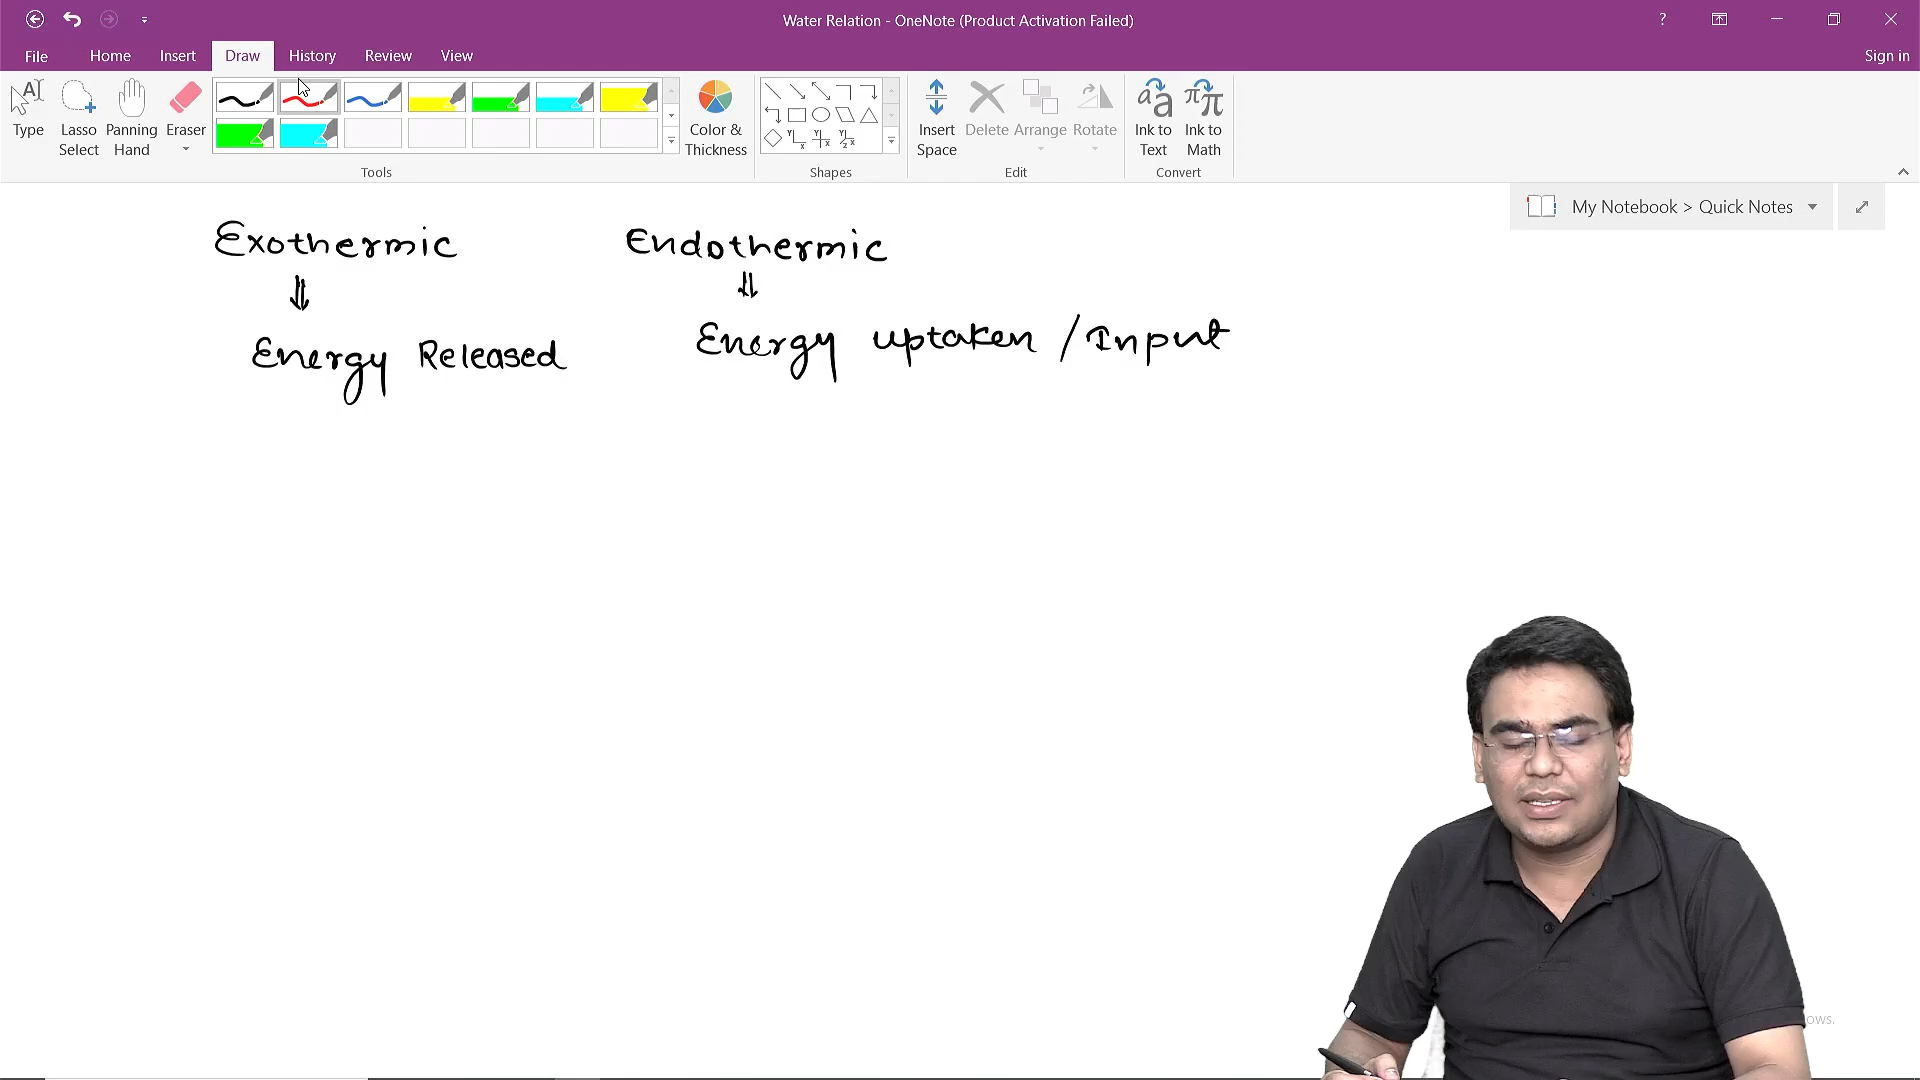 Water Relation - OneNote (Product Activation Failed)
?
File Home Insert Draw History Review View
Sign in
Type
Lasso Select
Panning Hand
Eraser
Color & Thickness
Insert Space
Delete
Arrange
Rotate
Ink to Text
Ink to Math
Tools
Shapes
Edit
Convert
My Notebook > Quick Notes
Exothermic Endothermic
⇓ ⇓
Energy Released Energy uptaken / Input
ows.